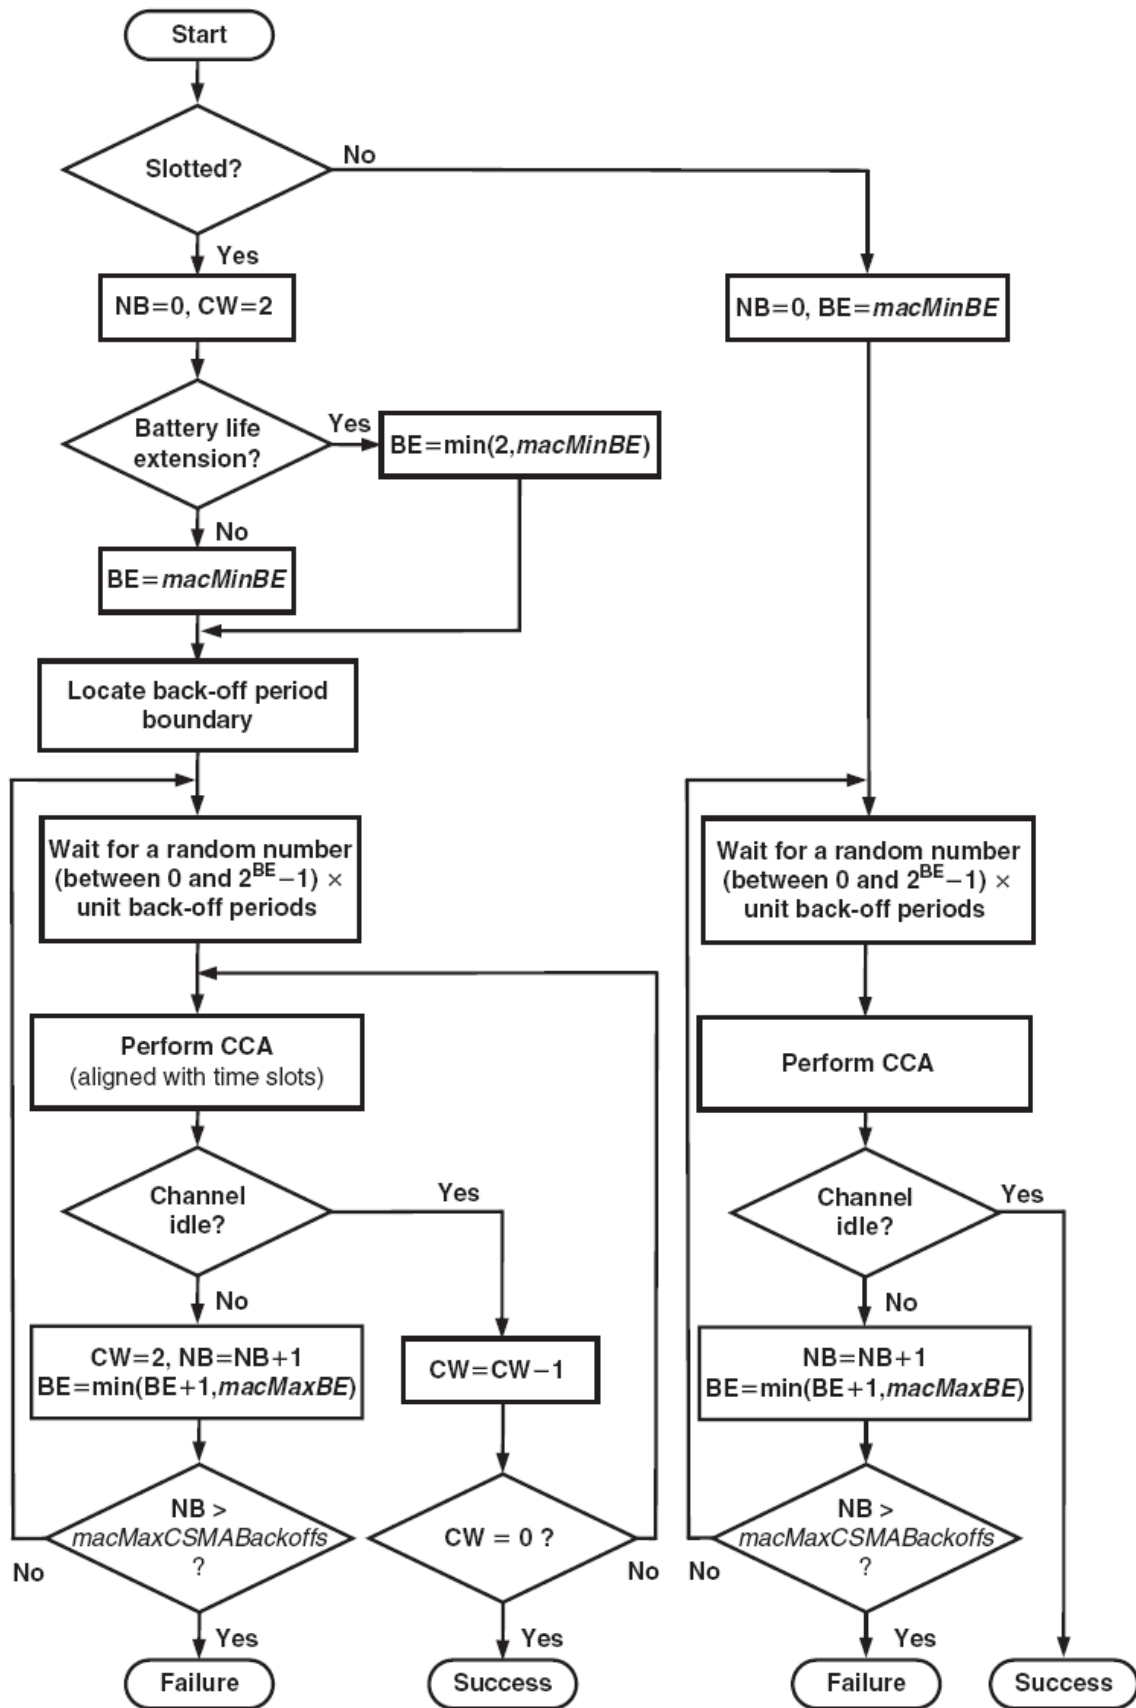 Start
Slotted?
No
Yes
NB=0, CW=2
NB=0, BE=macMinBE
Battery life
extension?
Yes
BE=min(2,macMinBE)
No
BE=macMinBE
Locate back-off period
boundary
Wait for a random number
(between 0 and 2^BE−1) ×
unit back-off periods
Wait for a random number
(between 0 and 2^BE−1) ×
unit back-off periods
Perform CCA
(aligned with time slots)
Perform CCA
Channel
idle?
Yes
Channel
idle?
Yes
No
No
CW=2, NB=NB+1
BE=min(BE+1,macMaxBE)
CW=CW−1
NB=NB+1
BE=min(BE+1,macMaxBE)
NB >
macMaxCSMABackoffs
?
No
CW = 0 ?
No
NB >
macMaxCSMABackoffs
?
No
Yes
Yes
Yes
Failure
Success
Failure
Success